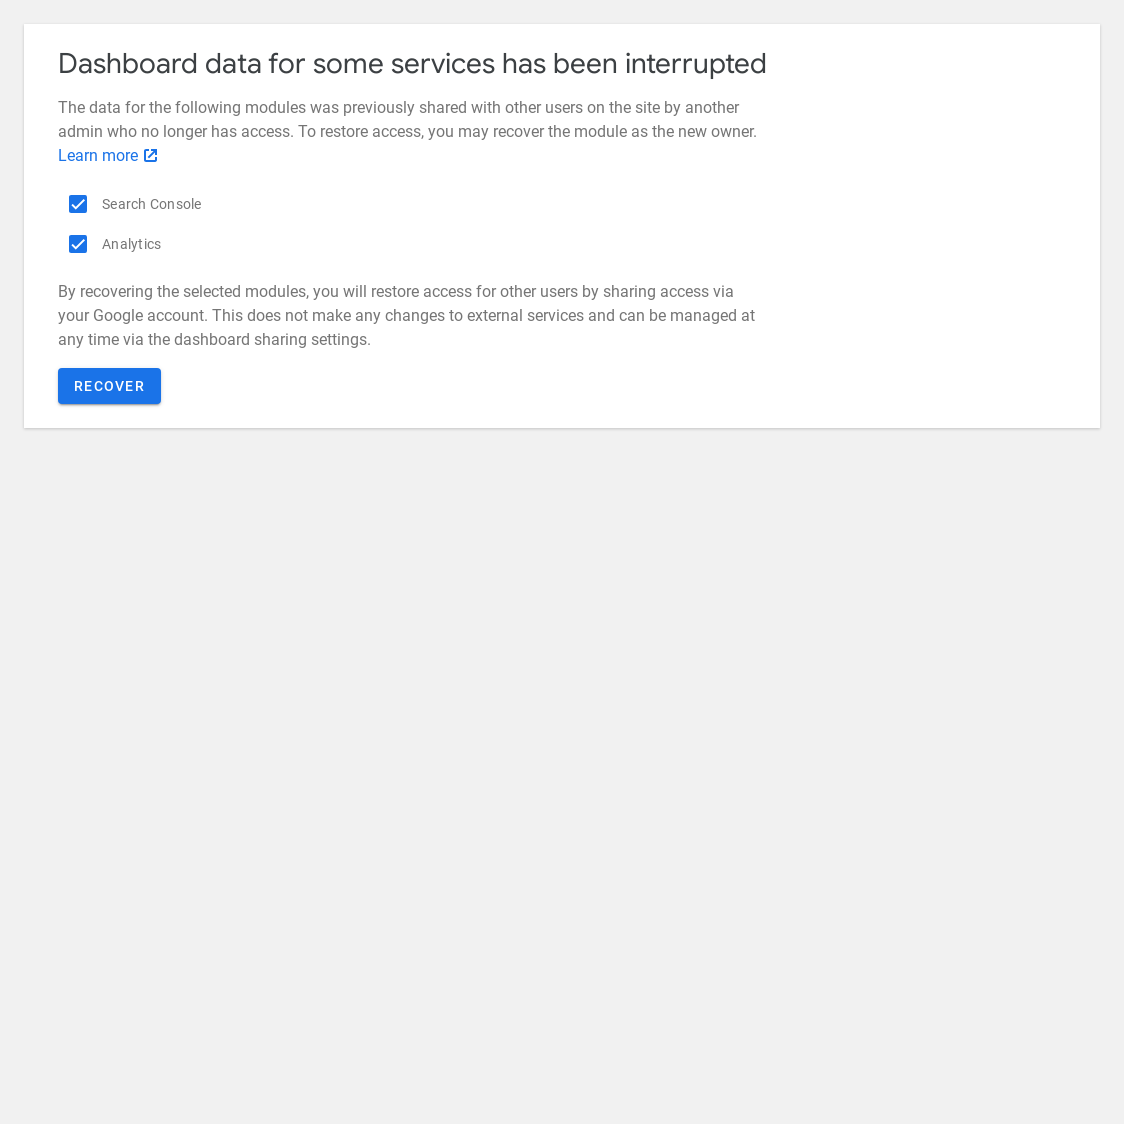 Dashboard data for some services has been interrupted
The data for the following modules was previously shared with other users on the site by another
admin who no longer has access. To restore access, you may recover the module as the new owner.
Learn more
Search Console
Analytics
By recovering the selected modules, you will restore access for other users by sharing access via
your Google account. This does not make any changes to external services and can be managed at
any time via the dashboard sharing settings.
RECOVER